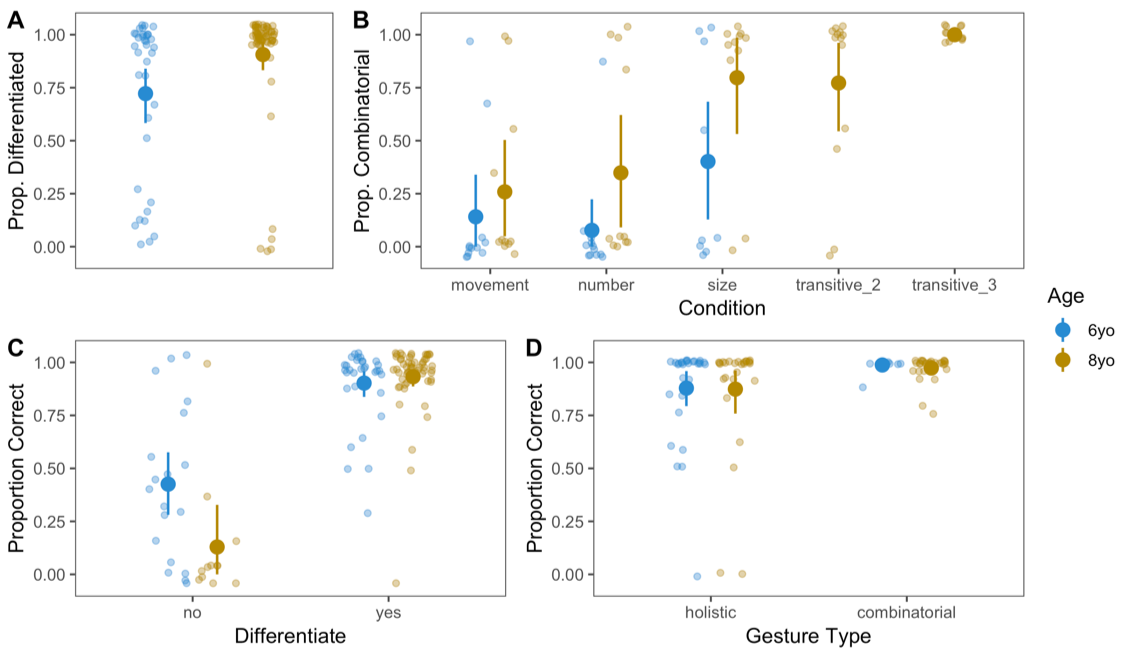 A
Prop. Differentiated
1.00
0.75
0.50
0.25
0.00
B
Prop. Combinatorial
1.00
0.75
0.50
0.25
0.00
movement number size transitive_2 transitive_3
Condition
C
Proportion Correct
1.00
0.75
0.50
0.25
0.00
no yes
Differentiate
D
Proportion Correct
1.00
0.75
0.50
0.25
0.00
holistic combinatorial
Gesture Type
Age
6yo
8yo